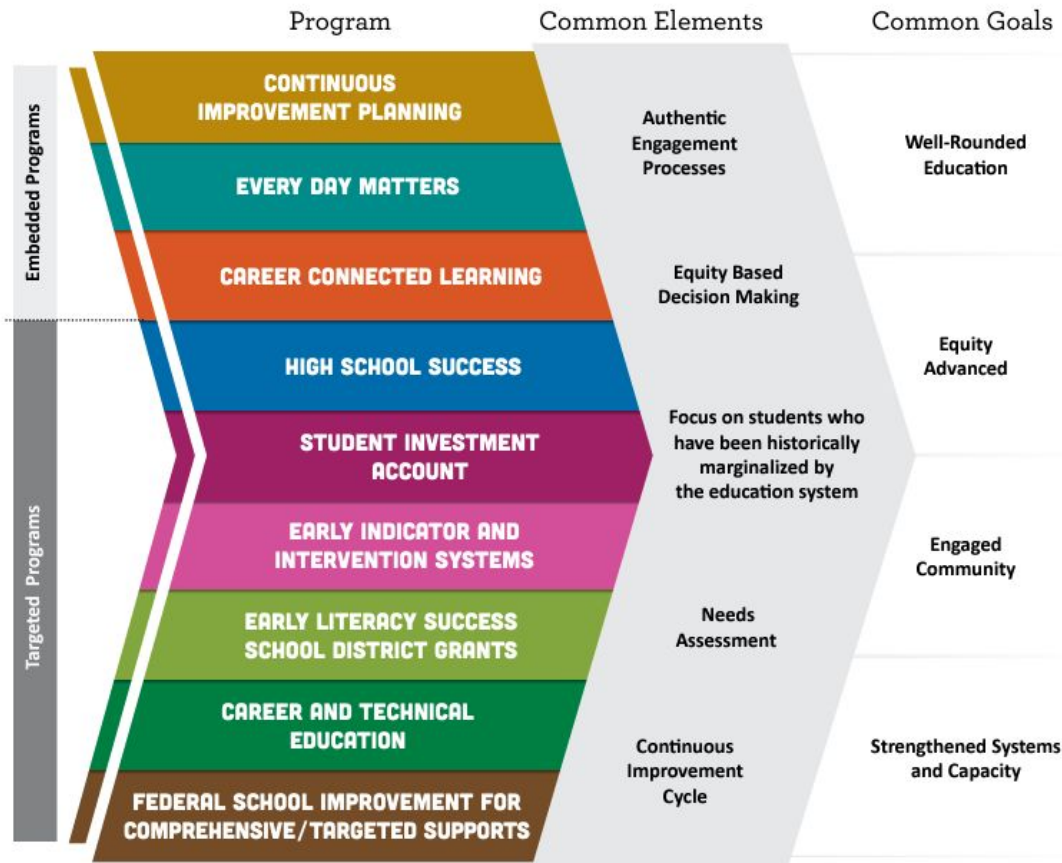 Program
Common Elements
Common Goals
Embedded Programs
Targeted Programs
CONTINUOUS
IMPROVEMENT PLANNING
EVERY DAY MATTERS
CAREER CONNECTED LEARNING
HIGH SCHOOL SUCCESS
STUDENT INVESTMENT
ACCOUNT
EARLY INDICATOR AND
INTERVENTION SYSTEMS
EARLY LITERACY SUCCESS
SCHOOL DISTRICT GRANTS
CAREER AND TECHNICAL
EDUCATION
FEDERAL SCHOOL IMPROVEMENT FOR
COMPREHENSIVE/TARGETED SUPPORTS
Authentic
Engagement
Processes
Equity Based
Decision Making
Focus on students who
have been historically
marginalized by
the education system
Needs
Assessment
Continuous
Improvement
Cycle
Well-Rounded
Education
Equity
Advanced
Engaged
Community
Strengthened Systems
and Capacity